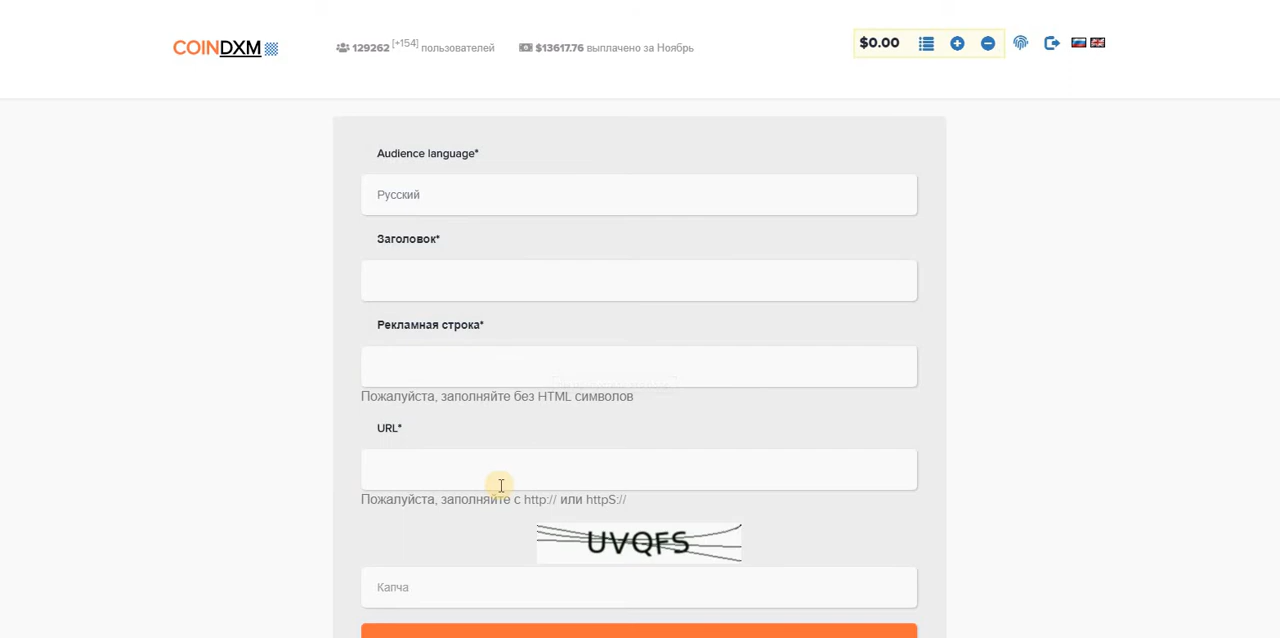 COINDXM 129262 [+154] пользователей $13617.76 выплачено за Ноябрь $0.00
Audience language*
Русский
Заголовок*
Рекламная строка*
Пожалуйста, заполняйте без HTML символов
URL*
Пожалуйста, заполняйте с http:// или httpS://
UVQFS
Капча